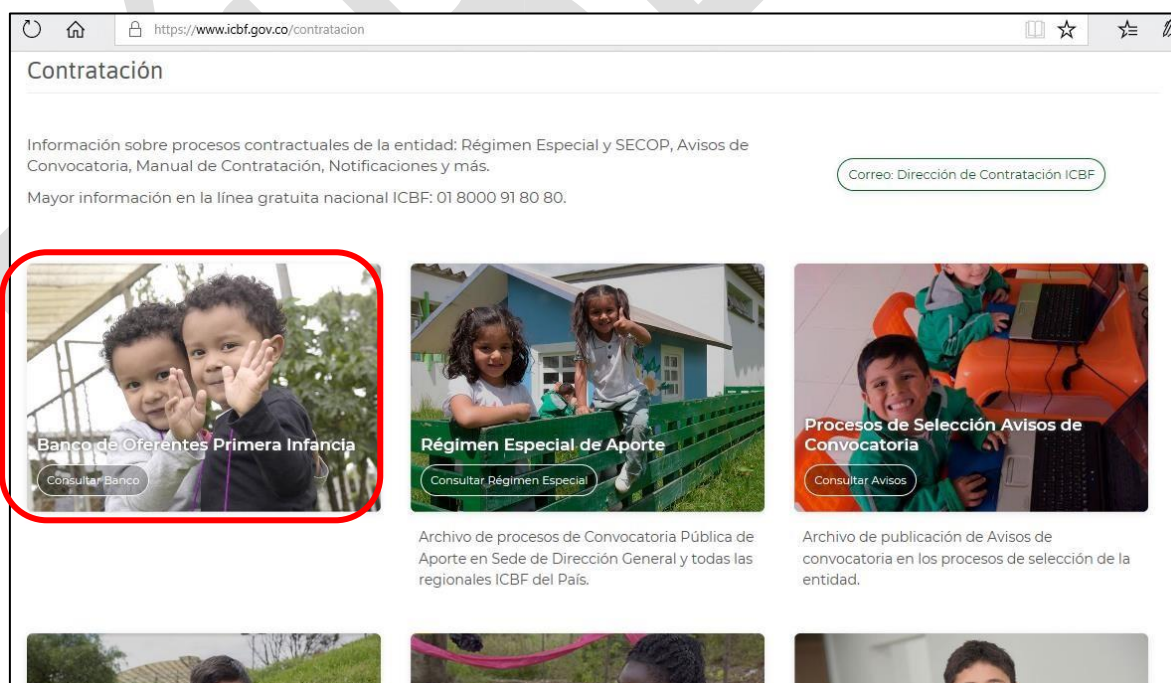 https://www.icbf.gov.co/contratacion
Contratación
Información sobre procesos contractuales de la entidad: Régimen Especial y SECOP, Avisos de
Convocatoria, Manual de Contratación, Notificaciones y más.
Mayor información en la línea gratuita nacional ICBF: 01 8000 91 80 80.
Correo: Dirección de Contratación ICBF
Banco de Oferentes Primera Infancia
Consultar Banco
Régimen Especial de Aporte
Consultar Régimen Especial
Archivo de procesos de Convocatoria Pública de
Aporte en Sede de Dirección General y todas las
regionales ICBF del País.
Procesos de Selección Avisos de
Convocatoria
Consultar Avisos
Archivo de publicación de Avisos de
convocatoria en los procesos de selección de la
entidad.